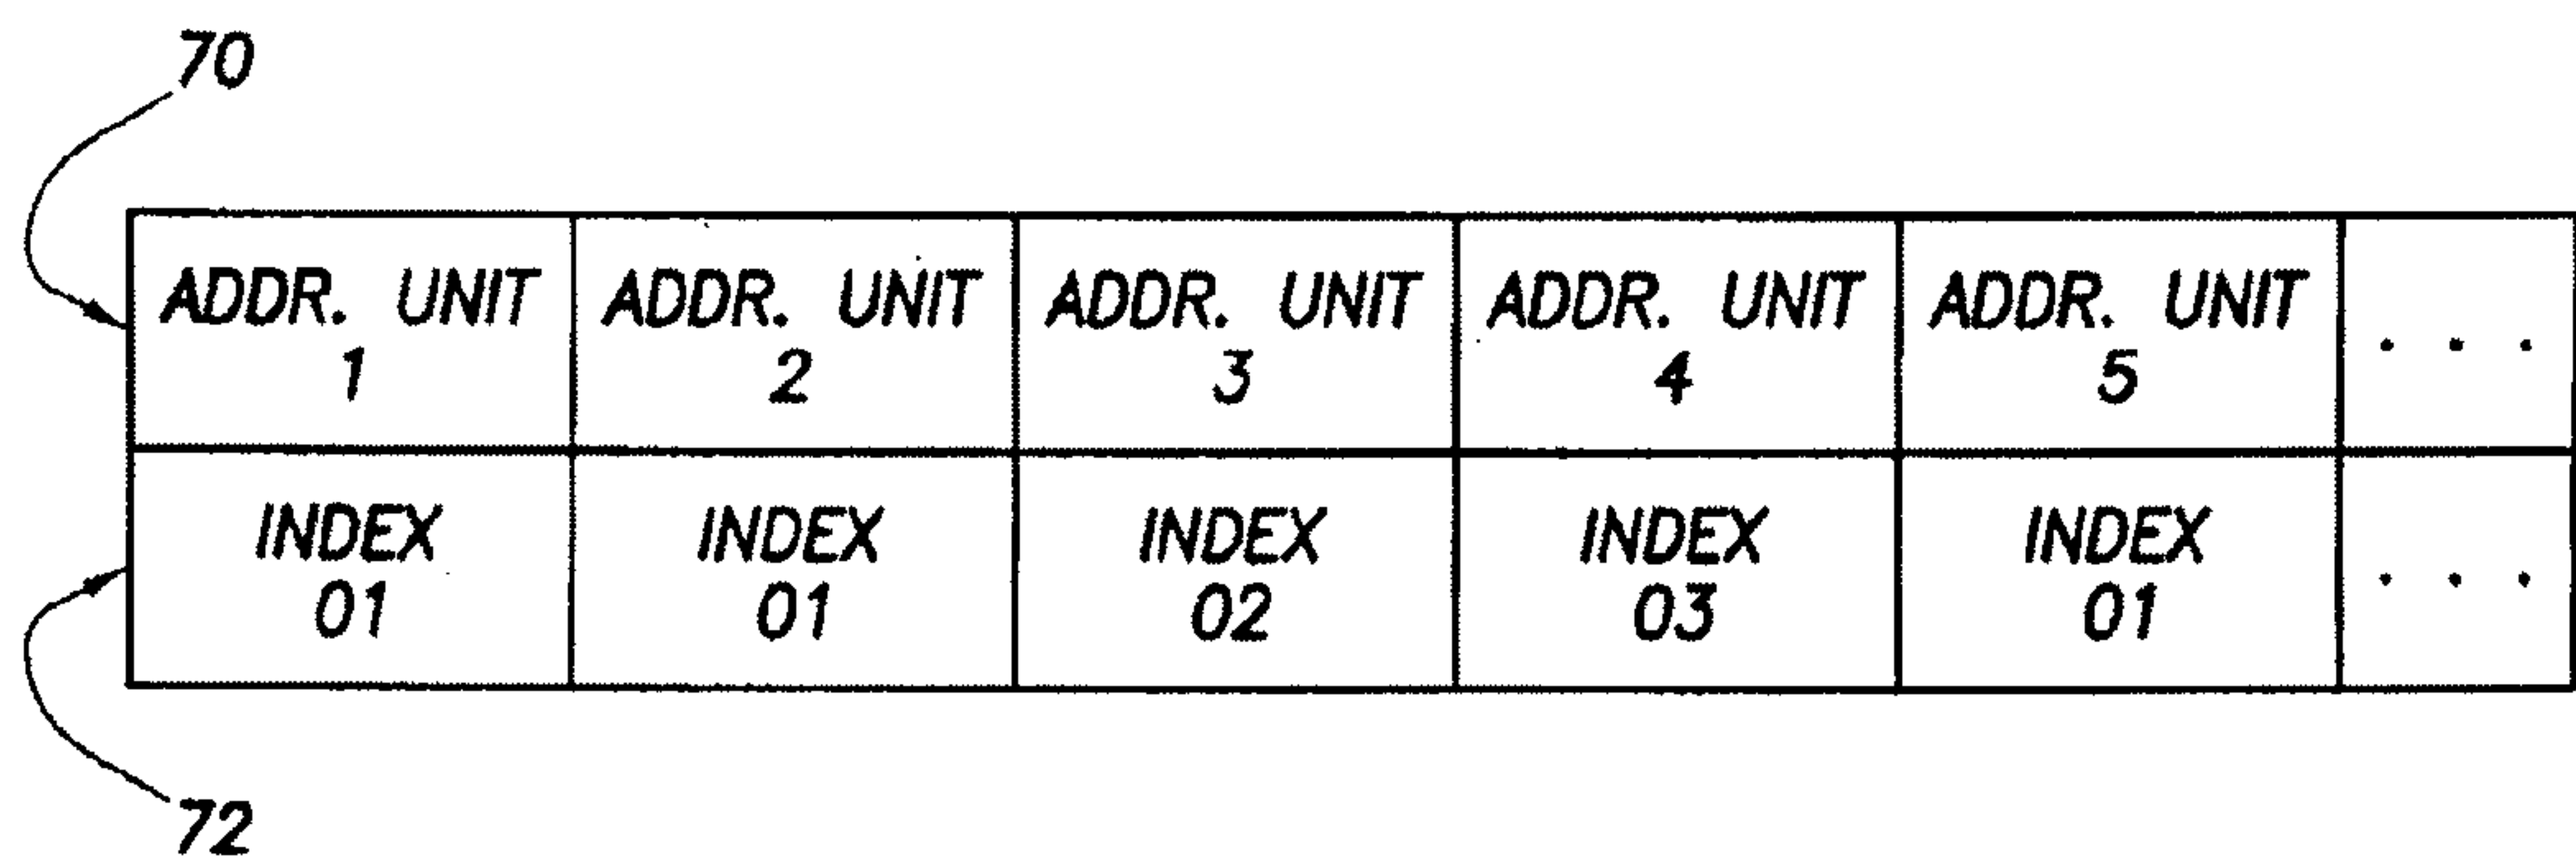 70
ADDR. UNIT 1 ADDR. UNIT 2 ADDR. UNIT 3 ADDR. UNIT 4 ADDR. UNIT 5 . . .
INDEX 01 INDEX 01 INDEX 02 INDEX 03 INDEX 01 . . .
72